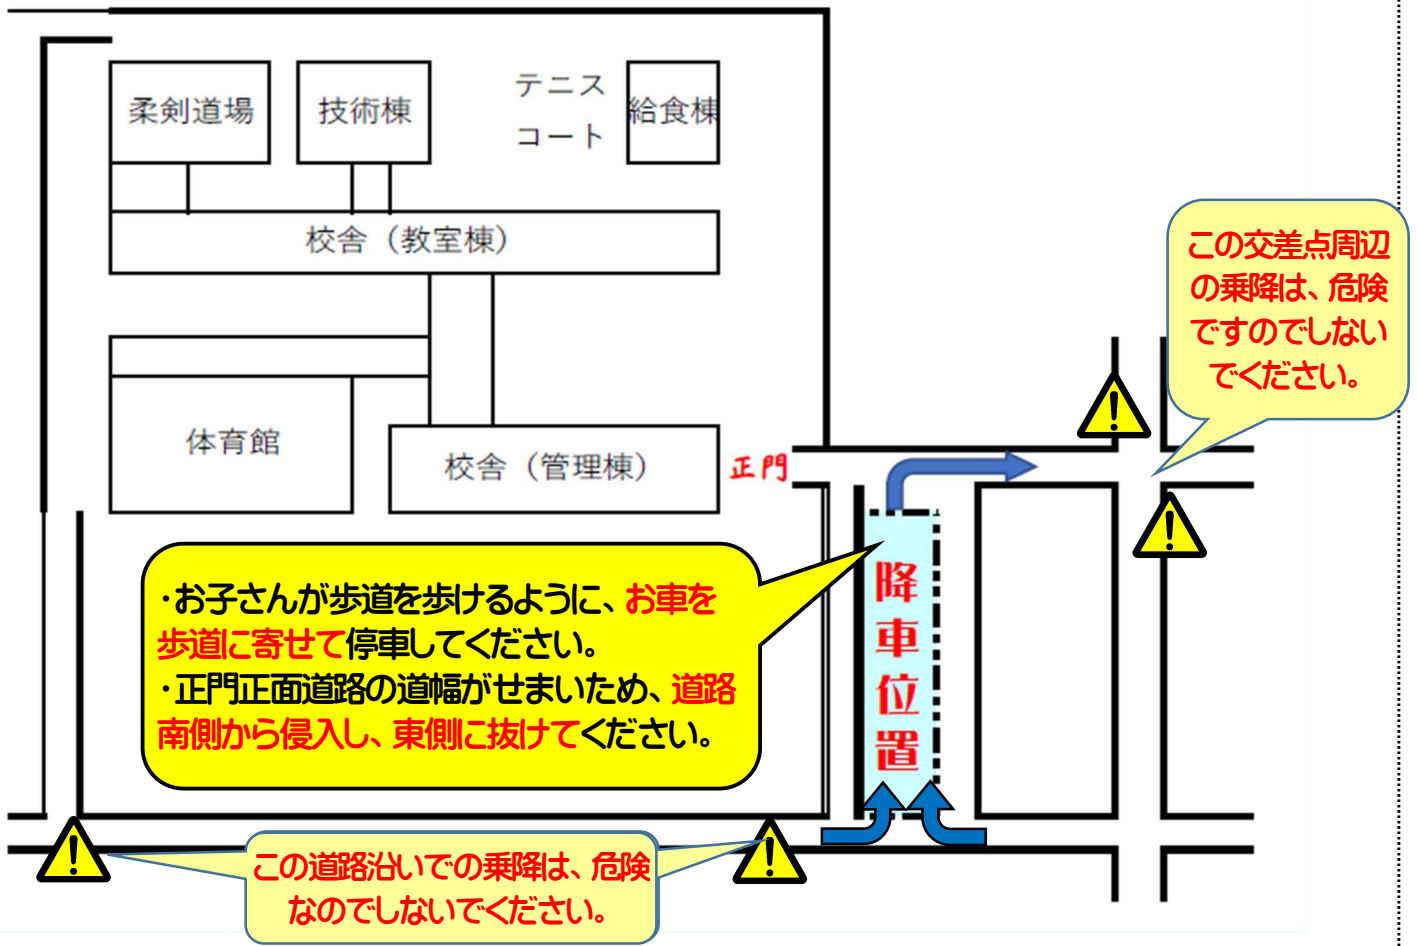 柔剣道場
技術棟
テニス
コート
給食棟
校舎（教室棟）
この交差点周辺
の乗降は、危険
ですのでしない
でください。
体育館
校舎（管理棟）
正門
・お子さんが歩道を歩けるように、お車を
歩道に寄せて停車してください。
・正門正面道路の道幅がせまいため、道路
南側から侵入し、東側に抜けてください。
降車位置
この道路沿いでの乗降は、危険
なのでしないでください。